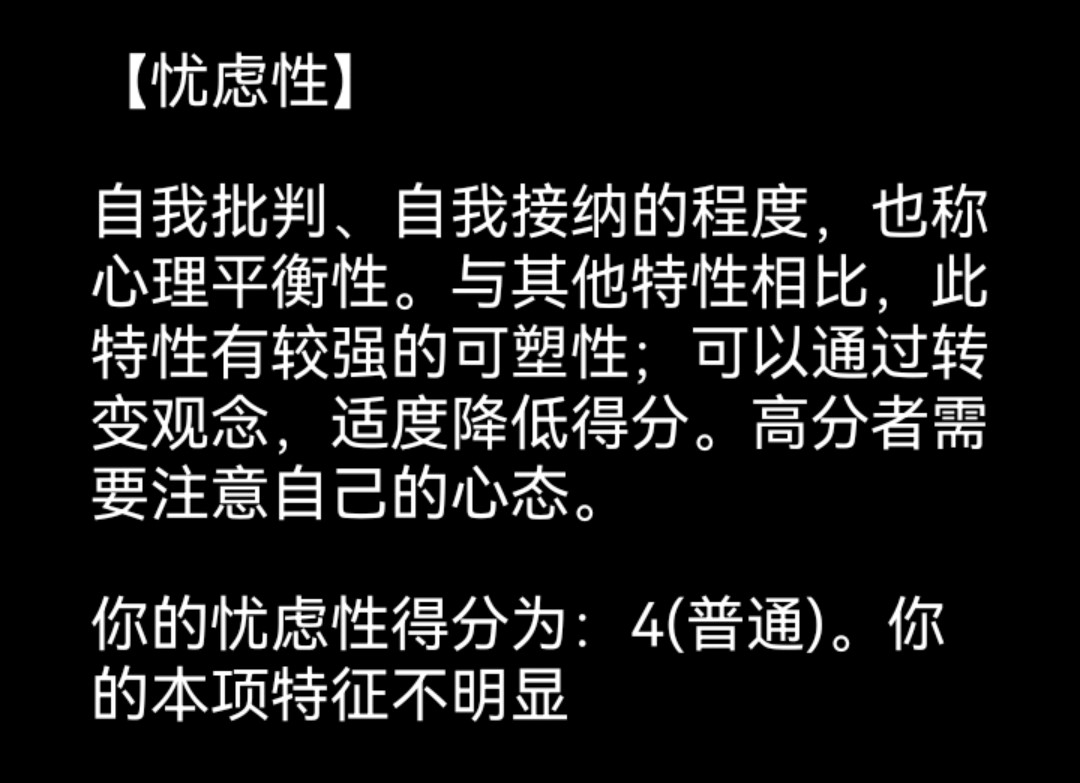 【忧虑性】
自我批判、自我接纳的程度，也称
心理平衡性。与其他特性相比，此
特性有较强的可塑性；可以通过转
变观念，适度降低得分。高分者需
要注意自己的心态。
你的忧虑性得分为：4(普通)。你
的本项特征不明显